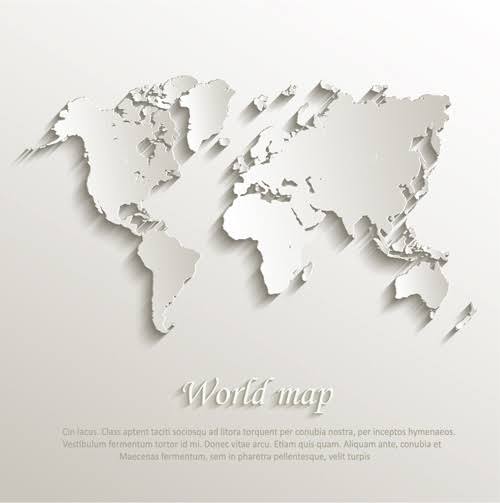 World map
Cin lacus. Class aptent taciti sociosqu ad litora torquent per conubia nostra, per inceptos hymenaeos.
Vestibulum fermentum tortor id mi. Donec vitae arcu. Etiam quis quam. Aliquam ante, conubia et
Maecenas fermentum, sem in pharetra pellentesque, velit turpis